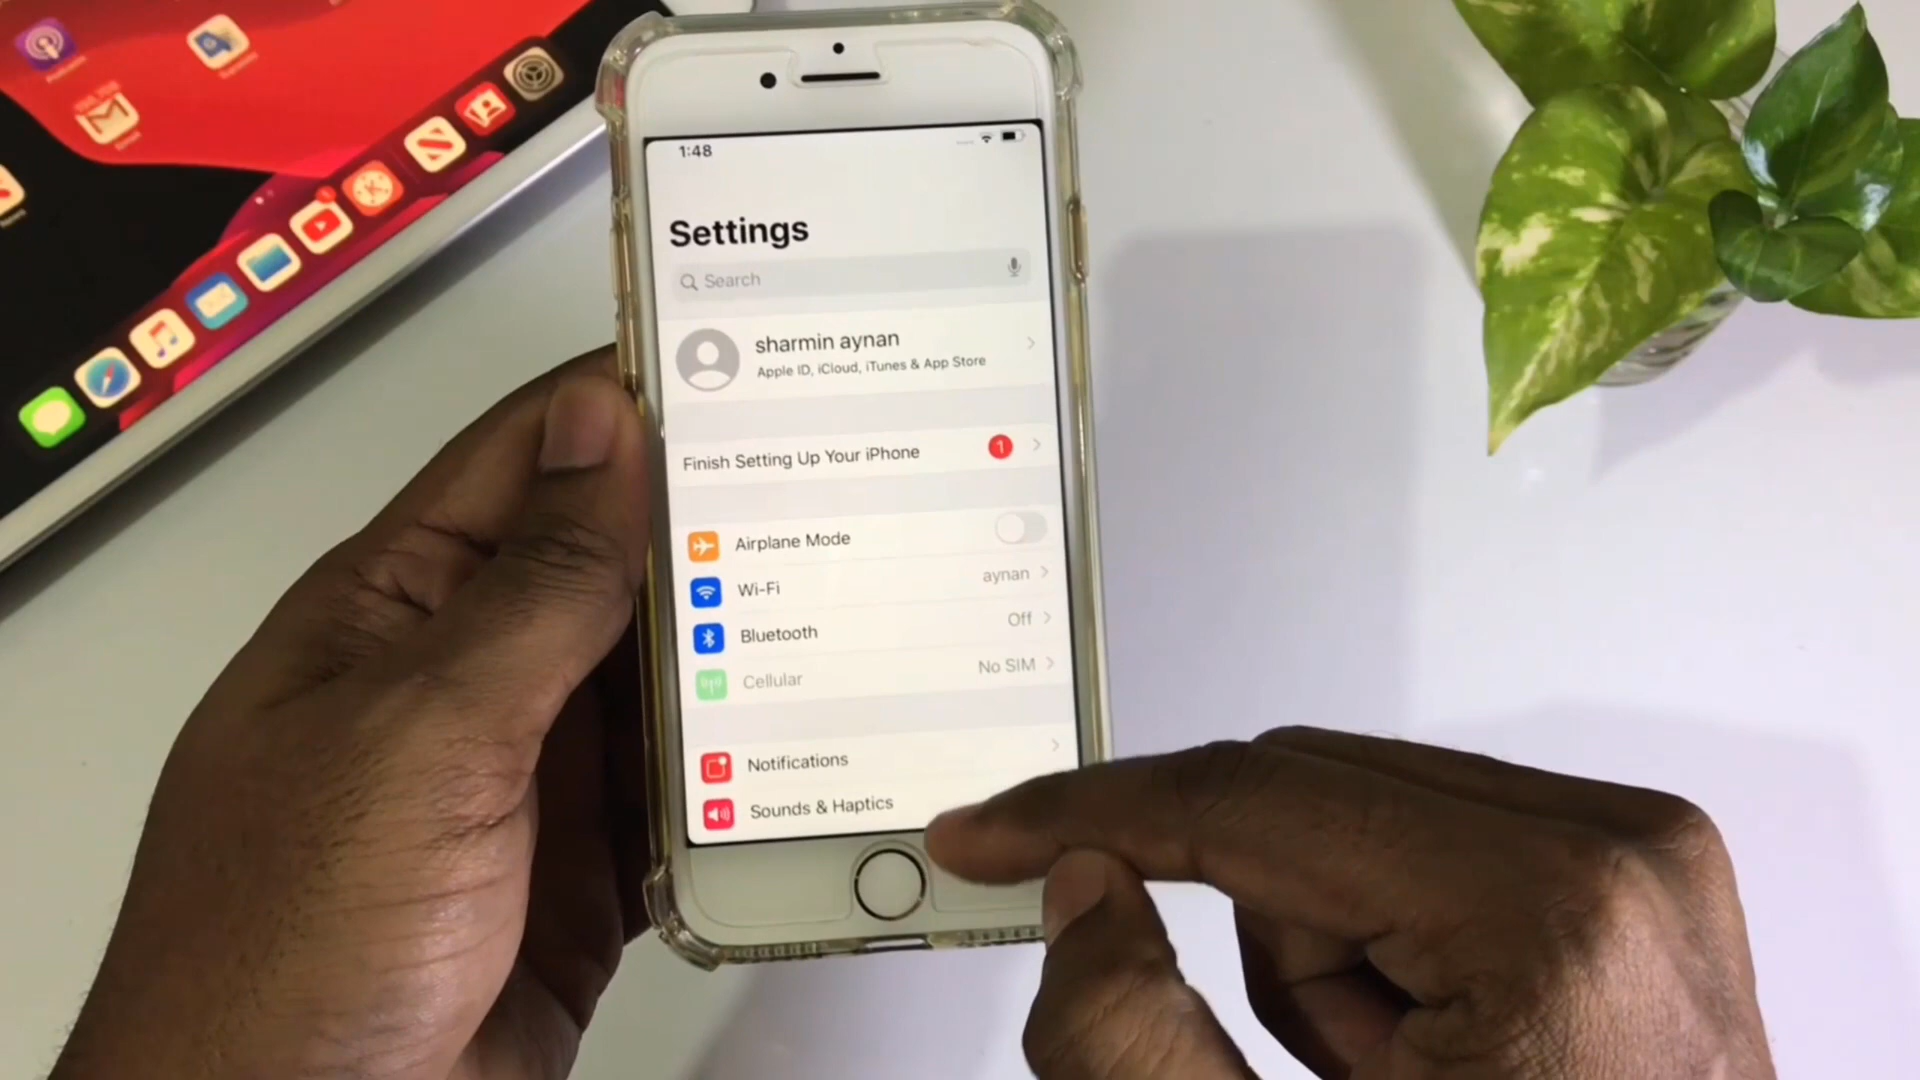 1:48
Settings
Search
sharmin aynan
Apple ID, iCloud, iTunes & App Store
Finish Setting Up Your iPhone
1
Airplane Mode
Wi-Fi
aynan
Bluetooth
Off
Cellular
No SIM
Notifications
Sounds & Haptics